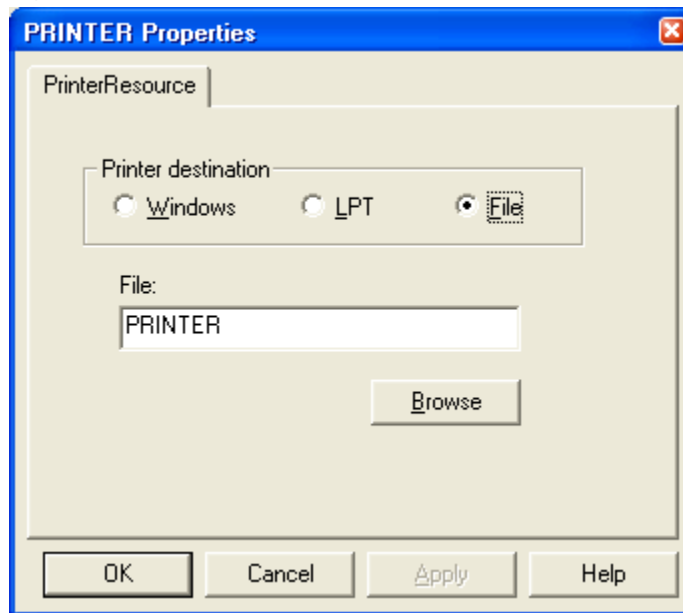 PRINTER Properties
PrinterResource
Printer destination
Windows LPT File
File:
PRINTER
Browse
OK Cancel Apply Help